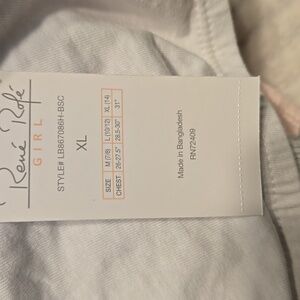 René Rofé
GIRL
STYLE# LB867086H-BSC
XL
SIZE M (7/8) L(10/12) XL (14)
CHEST 26-27.5" 28.5-30" 31"
Made in Bangladesh
RN72409